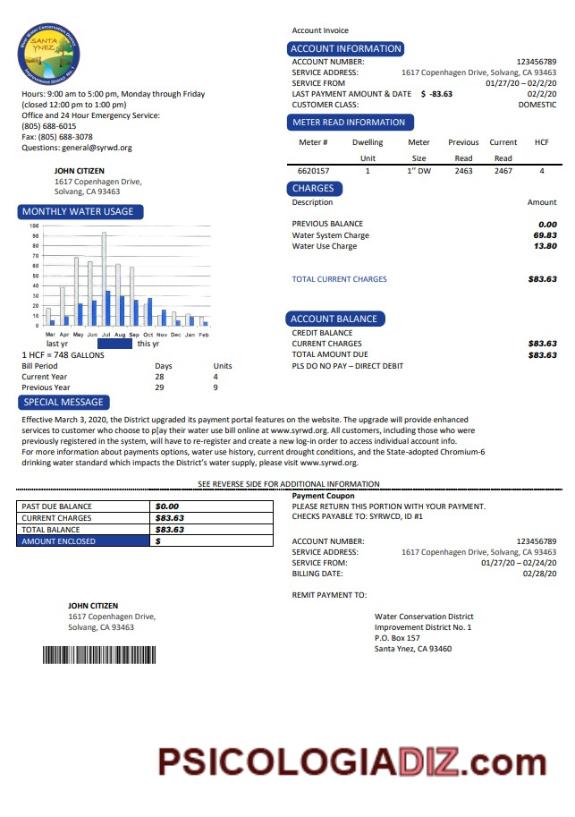 Account Invoice
SANTA
YNEZ
ACCOUNT INFORMATION
ACCOUNT NUMBER: 123456789
SERVICE ADDRESS: 1617 Copenhagen Drive, Solvang, CA 93463
SERVICE FROM 01/27/20 – 02/2/20
LAST PAYMENT AMOUNT & DATE $ -83.63 02/2/20
CUSTOMER CLASS: DOMESTIC
Hours: 9:00 am to 5:00 pm, Monday through Friday
(closed 12:00 pm to 1:00 pm)
Office and 24 Hour Emergency Service:
(805) 688-6015
Fax: (805) 688-3078
Questions: general@syrwd.org
METER READ INFORMATION
Meter # Dwelling Meter Previous Current HCF
Unit Size Read Read
6620157 1 1’’ DW 2463 2467 4
JOHN CITIZEN
1617 Copenhagen Drive,
Solvang, CA 93463
CHARGES
Description Amount
PREVIOUS BALANCE 0.00
Water System Charge 69.83
Water Use Charge 13.80
TOTAL CURRENT CHARGES $83.63
MONTHLY WATER USAGE
100
90
80
70
60
50
40
30
20
10
0
Mar Apr May Jun Jul Aug Sep Oct Nov Dec Jan Feb
last yr this yr
1 HCF = 748 GALLONS
Bill Period Days Units
Current Year 28 4
Previous Year 29 9
ACCOUNT BALANCE
CREDIT BALANCE
CURRENT CHARGES $83.63
TOTAL AMOUNT DUE $83.63
PLS DO NO PAY – DIRECT DEBIT
SPECIAL MESSAGE
Effective March 3, 2020, the District upgraded its payment portal features on the website. The upgrade will provide enhanced
services to customer who choose to p[ay their water use bill online at www.syrwd.org. All customers, including those who were
previously registered in the system, will have to re-register and create a new log-in order to access individual account info.
For more information about payments options, water use history, current drought conditions, and the State-adopted Chromium-6
drinking water standard which impacts the District’s water supply, please visit www.syrwd.org.
SEE REVERSE SIDE FOR ADDITIONAL INFORMATION
PAST DUE BALANCE $0.00
CURRENT CHARGES $83.63
TOTAL BALANCE $83.63
AMOUNT ENCLOSED $
Payment Coupon
PLEASE RETURN THIS PORTION WITH YOUR PAYMENT.
CHECKS PAYABLE TO: SYRWCD, ID #1
ACCOUNT NUMBER: 123456789
SERVICE ADDRESS: 1617 Copenhagen Drive, Solvang, CA 93463
SERVICE FROM: 01/27/20 – 02/24/20
BILLING DATE: 02/28/20
REMIT PAYMENT TO:
JOHN CITIZEN
1617 Copenhagen Drive,
Solvang, CA 93463
Water Conservation District
Improvement District No. 1
P.O. Box 157
Santa Ynez, CA 93460
PSICOLOGIADIZ.com